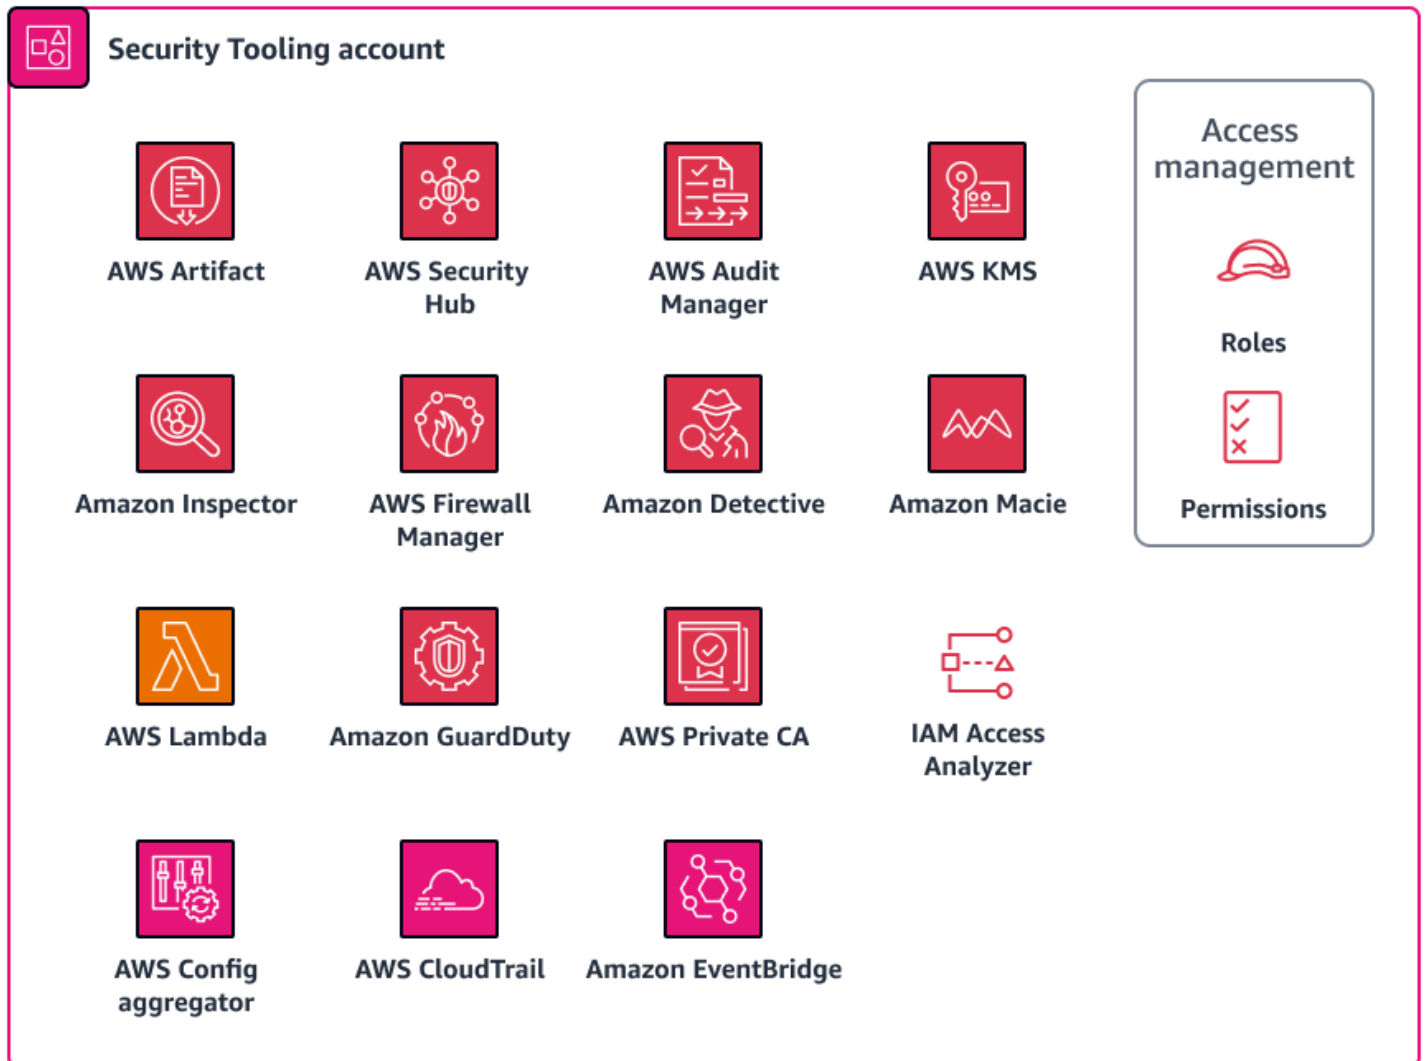 Security Tooling account
Access
management
AWS Artifact
AWS Security
Hub
AWS Audit
Manager
AWS KMS
Roles
Amazon Inspector
AWS Firewall
Manager
Amazon Detective
Amazon Macie
Permissions
AWS Lambda
Amazon GuardDuty
AWS Private CA
IAM Access
Analyzer
AWS Config
aggregator
AWS CloudTrail
Amazon EventBridge